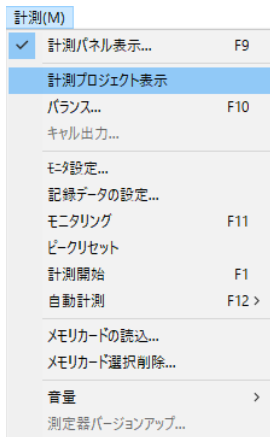 計測(M)
計測パネル表示... F9
計測プロジェクト表示
バランス... F10
キャル出力...
ﾓﾆﾀ設定...
記録データの設定...
モニタリング F11
ピークリセット
計測開始 F1
自動計測 F12 >
メモリカードの読込...
メモリカード選択削除...
音量 >
測定器バージョンアップ...